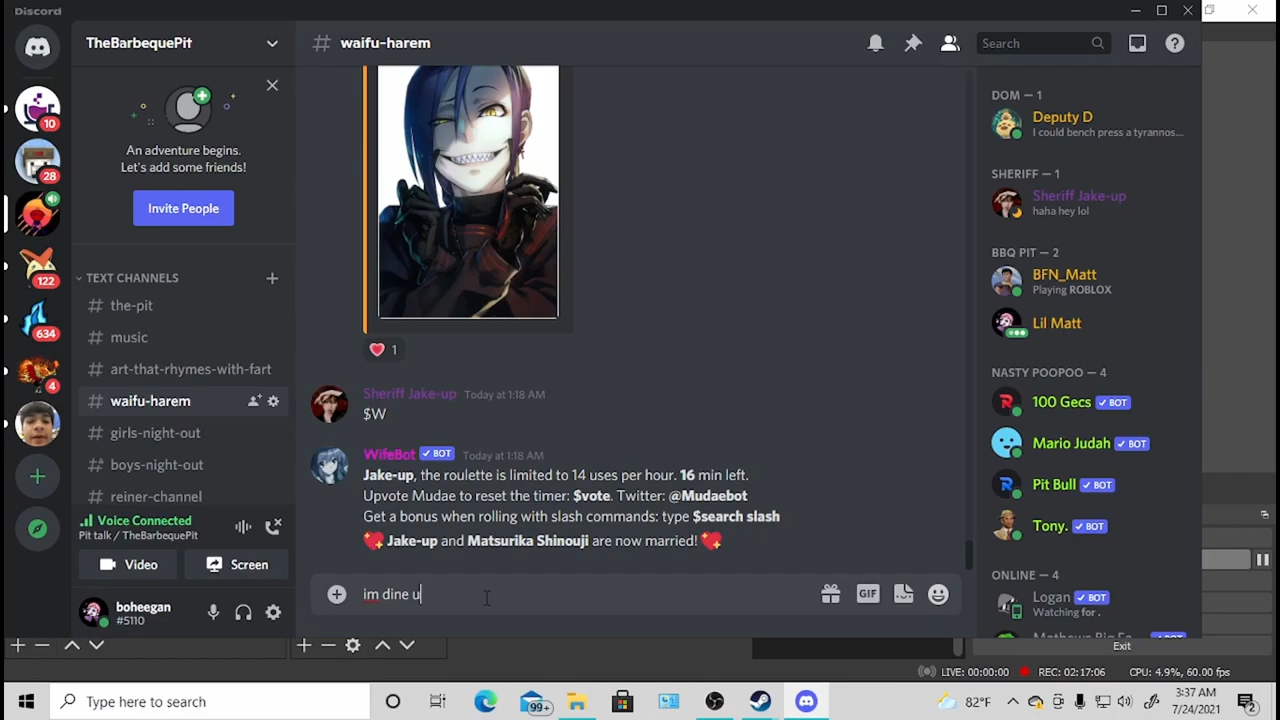 Discord
TheBarbequePit
# waifu-harem
Search
10
An adventure begins.
Let's add some friends!
Invite People
28
122
634
4
TEXT CHANNELS
# the-pit
# music
# art-that-rhymes-with-fart
# waifu-harem
# girls-night-out
# boys-night-out
# reiner-channel
Voice Connected
Pit talk / TheBarbequePit
Video
Screen
boheegan
#5110
1
Sheriff Jake-up Today at 1:18 AM
$W
WifeBot BOT Today at 1:18 AM
Jake-up, the roulette is limited to 14 uses per hour. 16 min left.
Upvote Mudae to reset the timer: $vote. Twitter: @Mudaebot
Get a bonus when rolling with slash commands: type $search slash
Jake-up and Matsurika Shinouji are now married!
im dine u
GIF
DOM — 1
Deputy D
I could bench press a tyrannos...
SHERIFF — 1
Sheriff Jake-up
haha hey lol
BBQ PIT — 2
BFN_Matt
Playing ROBLOX
Lil Matt
NASTY POOPOO — 4
100 Gecs BOT
Mario Judah BOT
Pit Bull BOT
Tony. BOT
ONLINE — 4
Logan BOT
Watching for .
Exit
LIVE: 00:00:00
REC: 02:17:06
CPU: 4.9%, 60.00 fps
Type here to search
99+
82°F
3:37 AM
7/24/2021
2